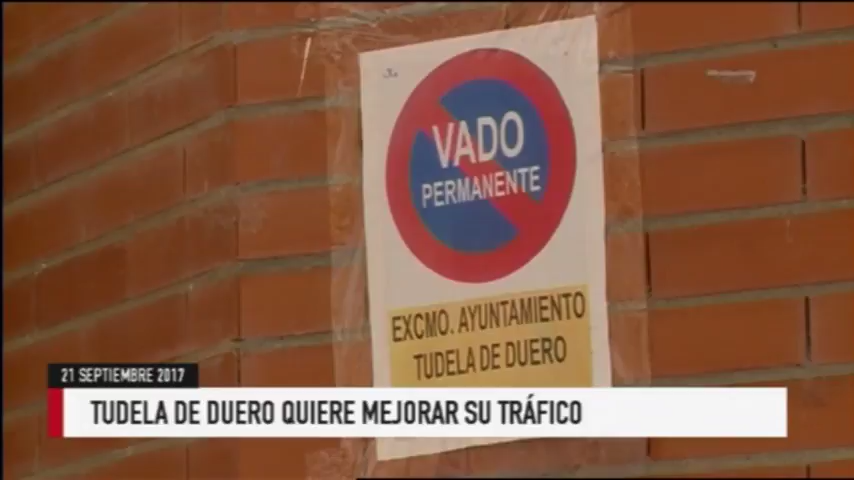 VADO
PERMANENTE
EXCMO. AYUNTAMIENTO
TUDELA DE DUERO
21 SEPTIEMBRE 2017
TUDELA DE DUERO QUIERE MEJORAR SU TRÁFICO